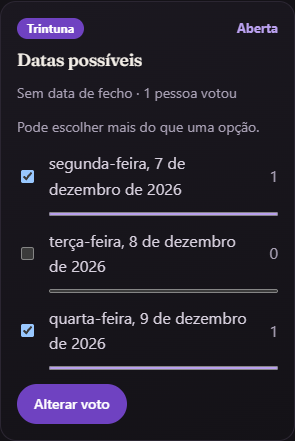 Trintuna
Aberta
Datas possíveis
Sem data de fecho · 1 pessoa votou
Pode escolher mais do que uma opção.
segunda-feira, 7 de
dezembro de 2026
1
terça-feira, 8 de dezembro
de 2026
0
quarta-feira, 9 de dezembro
de 2026
1
Alterar voto